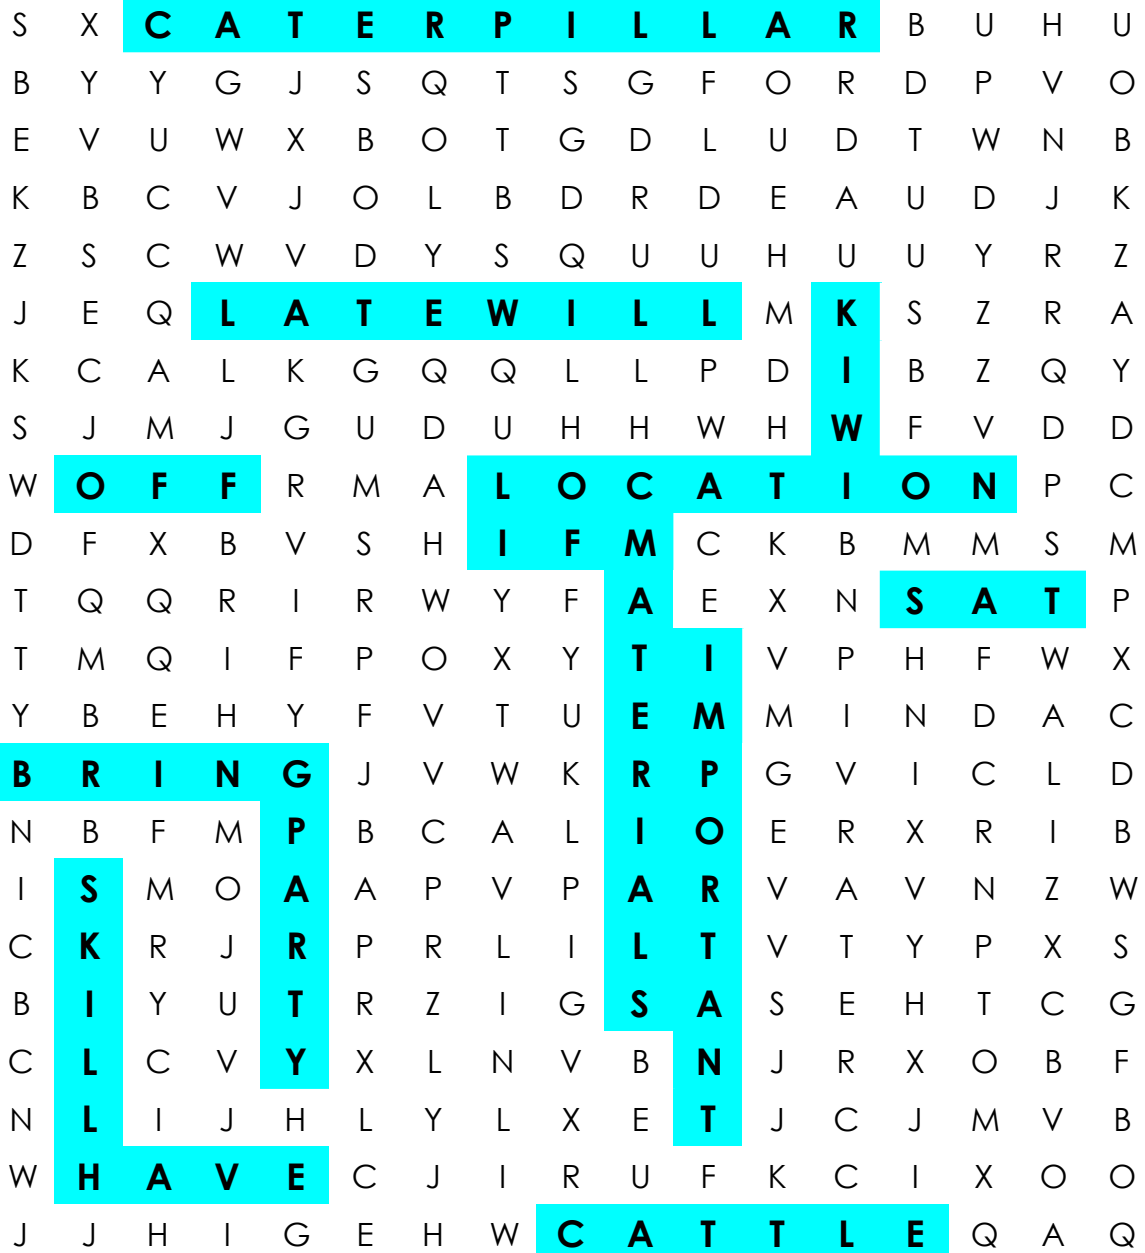 S X C A T E R P I L L A R B U H U
B Y Y G J S Q T S G F O R D P V O
E V U W X B O T G D L U D T W N B
K B C V J O L B D R D E A U D J K
Z S C W V D Y S Q U U H U U Y R Z
J E Q L A T E W I L L M K S Z R A
K C A L K G Q Q L L P D I B Z Q Y
S J M J G U D U H H W H W F V D D
W O F F R M A L O C A T I O N P C
D F X B V S H I F M C K B M M S M
T Q Q R I R W Y F A E X N S A T P
T M Q I F P O X Y T I V P H F W X
Y B E H Y F V T U E M M I N D A C
B R I N G J V W K R P G V I C L D
N B F M P B C A L I O E R X R I B
I S M O A A P V P A R V A V N Z W
C K R J R P R L I L T V T Y P X S
B I Y U T R Z I G S A S E H T C G
C L C V Y X L N V B N J R X O B F
N L I J H L Y L X E T J C J M V B
W H A V E C J I R U F K C I X O O
J J H I G E H W C A T T L E Q A Q